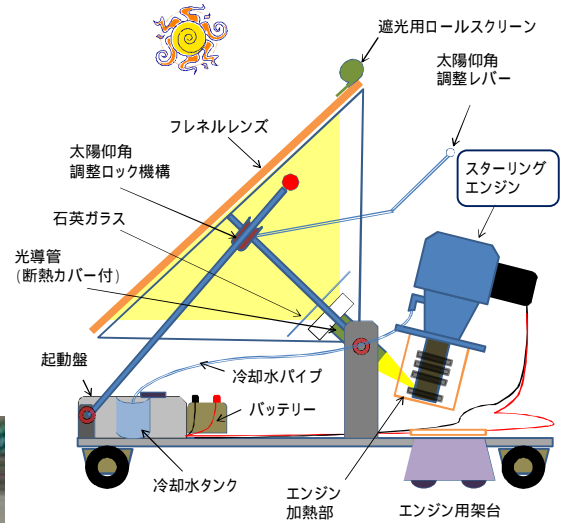 遮光用ロールスクリーン
太陽仰角
調整レバー
フレネルレンズ
太陽仰角
調整ロック機構
スターリング
エンジン
石英ガラス
光導管
(断熱カバー付)
起動盤
冷却水パイプ
バッテリー
冷却水タンク
エンジン
加熱部
エンジン用架台